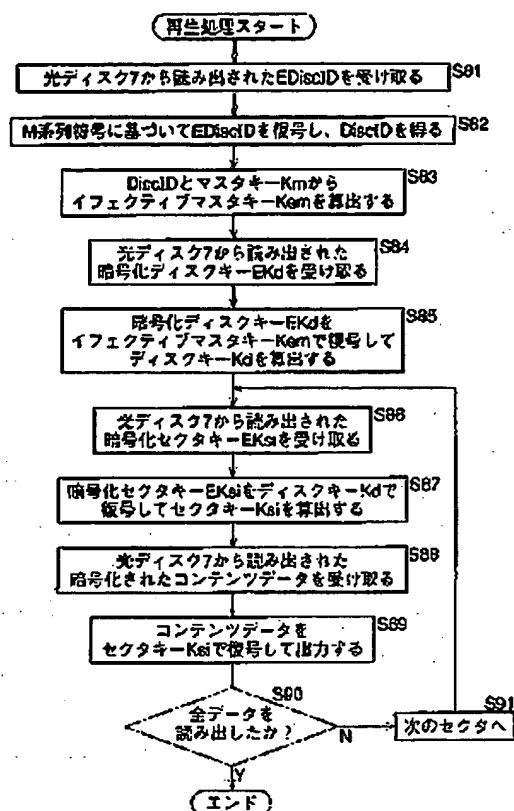 再生処理スタート
光ディスク7から読み出されたEDiscIDを受け取る
S81
M系列符号に基づいてEDiscIDを復号し、DiscIDを得る
S82
DiscIDとマスタキーKmから
イフェクティブマスタキーKemを算出する
S83
光ディスク7から読み出された
暗号化ディスクキーEKdを受け取る
S84
暗号化ディスクキーEKdを
イフェクティブマスタキーKemで復号して
ディスクキーKdを算出する
S85
光ディスク7から読み出された
暗号化セクタキーEKsiを受け取る
S86
暗号化セクタキーEKsiをディスクキーKdで
復号してセクタキーKsiを算出する
S87
光ディスク7から読み出された
暗号化されたコンテンツデータを受け取る
S88
コンテンツデータを
セクタキーKsiで復号して出力する
S89
全データを
読み出したか?
S90
N
次のセクタへ
S91
Y
エンド